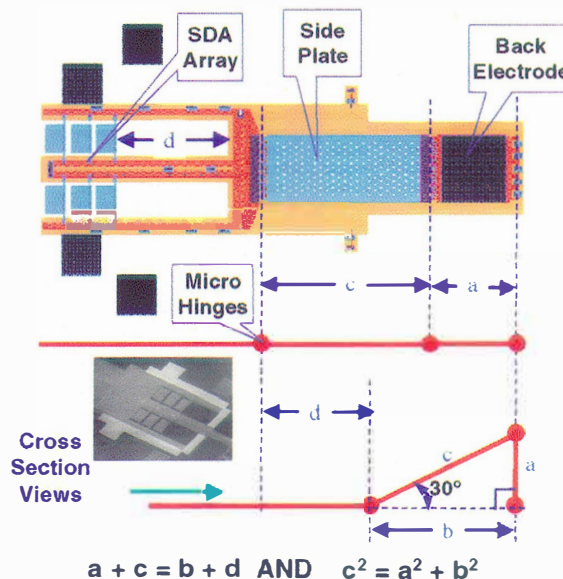 SDA
Array
Side
Plate
Back
Electrode
d
Micro
Hinges
c
a
d
c
a
30°
b
Cross
Section
Views
a + c = b + d AND c² = a² + b²